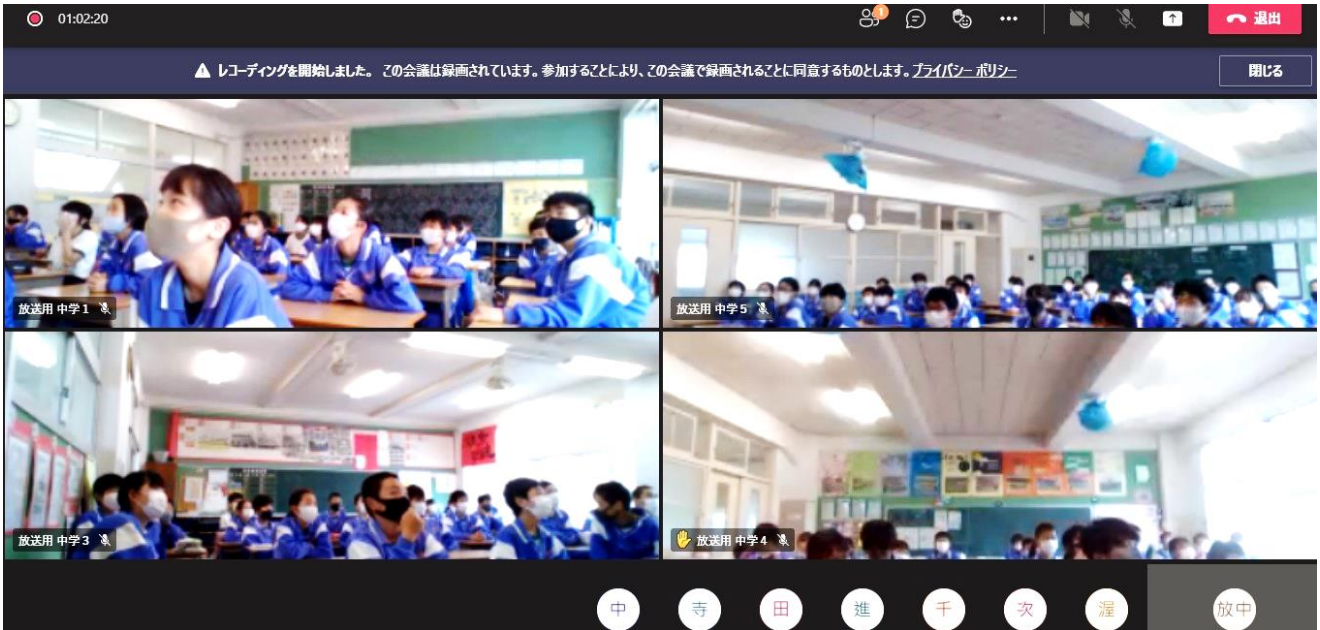 01:02:20
1
退出
レコーディングを開始しました。 この会議は録画されています。参加することにより、この会議で録画されることに同意するものとします。プライバシー ポリシー
閉じる
放送用 中学1
放送用 中学5
放送用 中学3
放送用 中学4
中
寺
田
進
千
次
渥
放中